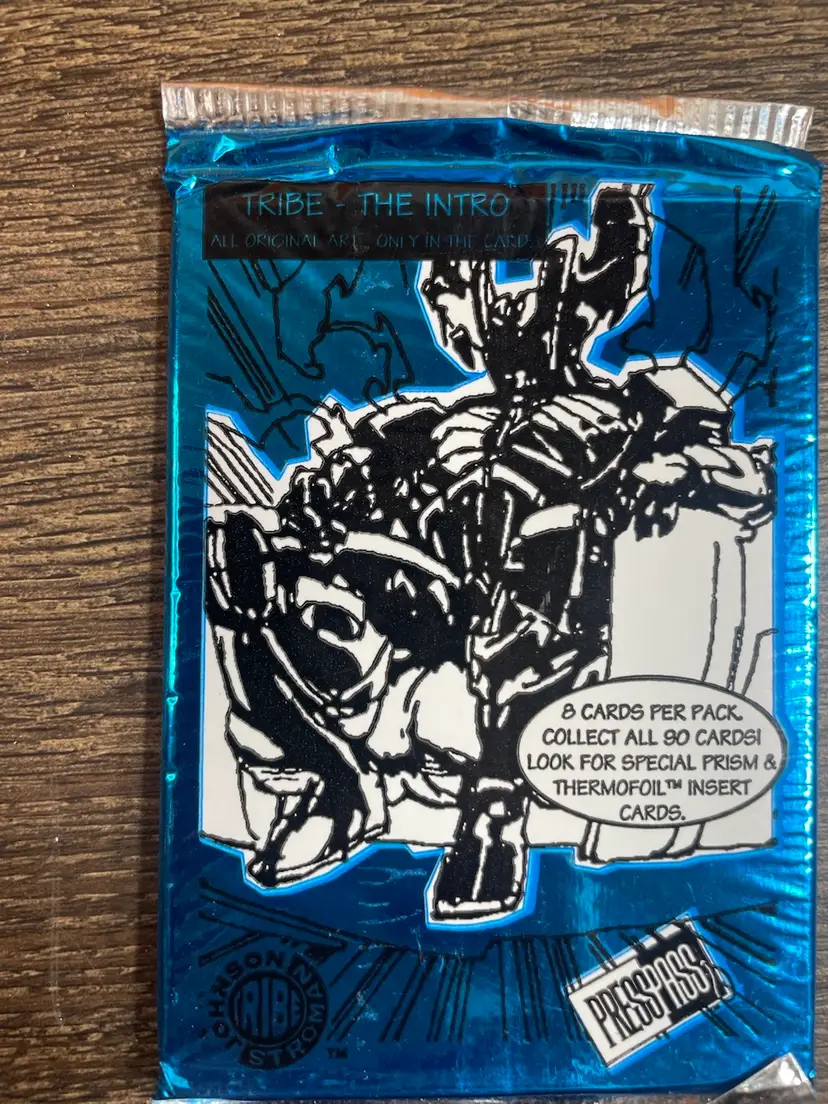 TRIBE - THE INTRO
ALL ORIGINAL ART. ONLY IN THE CARDS.
8 CARDS PER PACK.
COLLECT ALL 90 CARDS!
LOOK FOR SPECIAL PRISM &
THERMOFOIL™ INSERT
CARDS.
JOHNSON
TRIBE
STROMAN
™
PRESS PASS